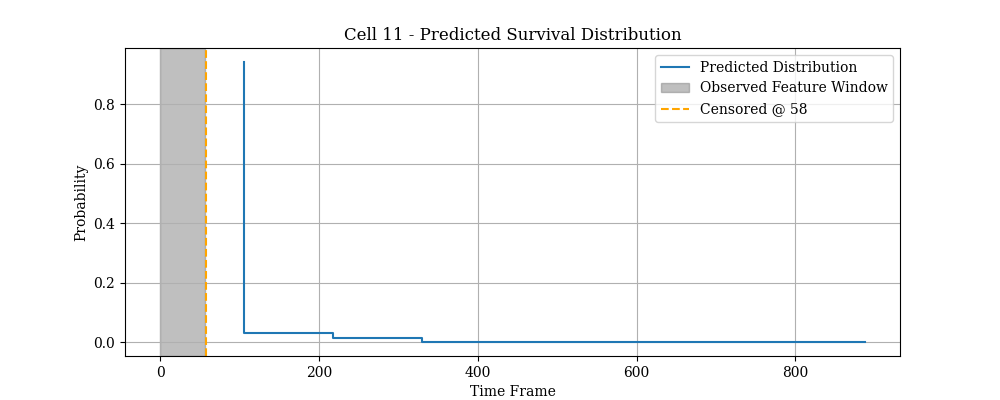 Cell 11 - Predicted Survival Distribution
Predicted Distribution
Observed Feature Window
Censored @ 58
Probability
0.8
0.6
0.4
0.2
0.0
0
200
400
600
800
Time Frame